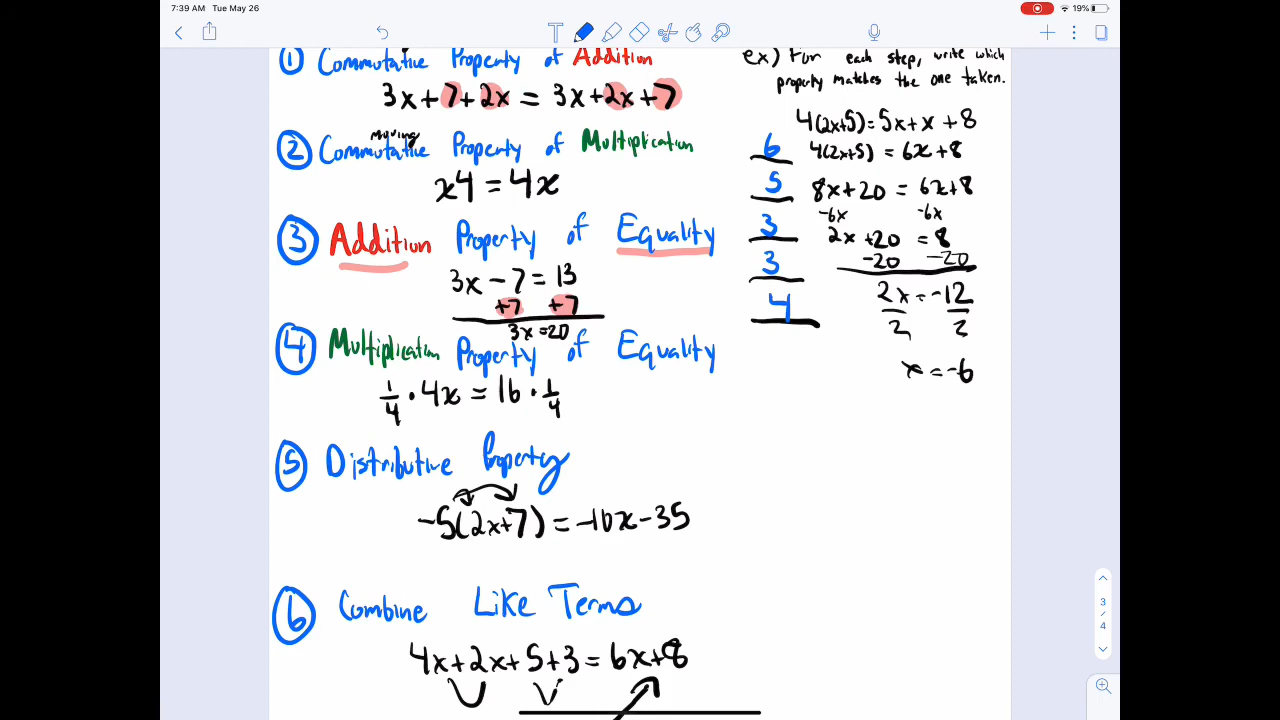 7:39 AM Tue May 26
19%
① Commutative Property of Addition
3x+7+2x = 3x+2x+7
moving
② Commutative Property of Multiplication
x4 = 4x
③ Addition Property of Equality
3x - 7 = 13
+7 +7
3x = 20
④ Multiplication Property of Equality
1/4 · 4x = 16 · 1/4
⑤ Distributive Property
-5(2x+7) = -10x - 35
⑥ Combine Like Terms
4x+2x+5+3 = 6x+8
ex) For each step, write which
property matches the one taken.
4(2x+5) = 5x+x+8
6 4(2x+5) = 6x+8
5 8x+20 = 6x+8
-6x -6x
3 2x+20 = 8
3 -20 -20
4 2x = -12
2 2
x = -6
3
/
4